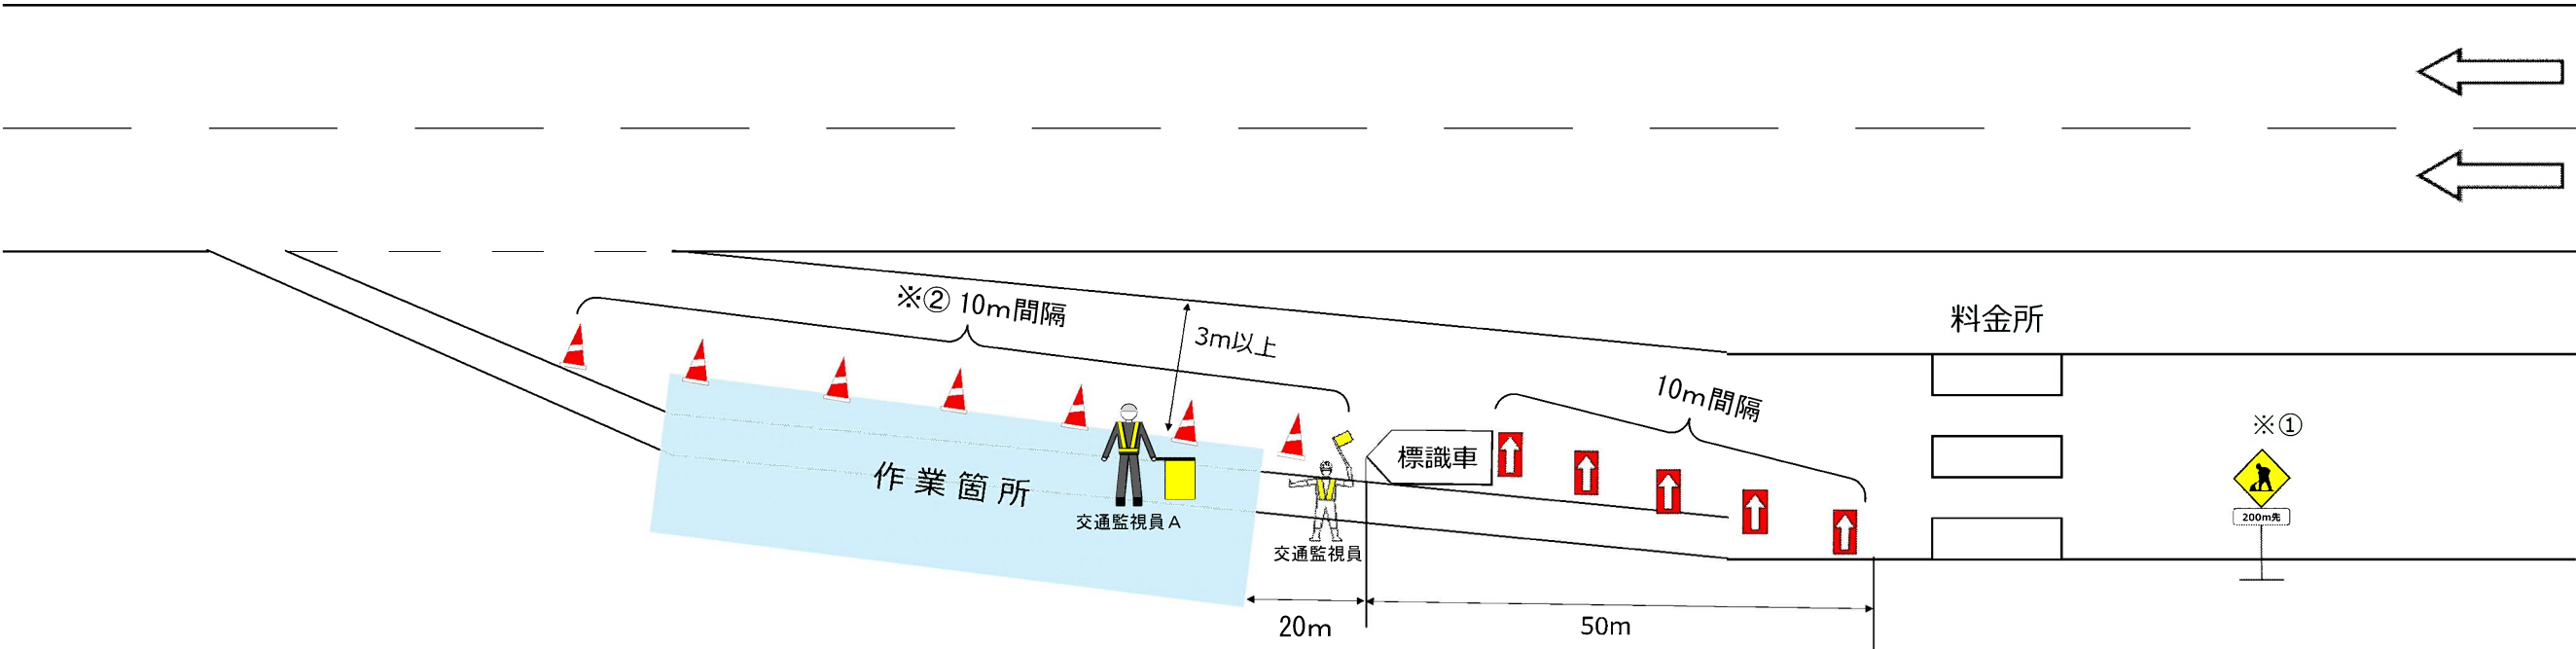 ※② 10m間隔
3m以上
料金所
10m間隔
※①
標識車
200m先
作業箇所
交通監視員A
交通監視員
20m
50m